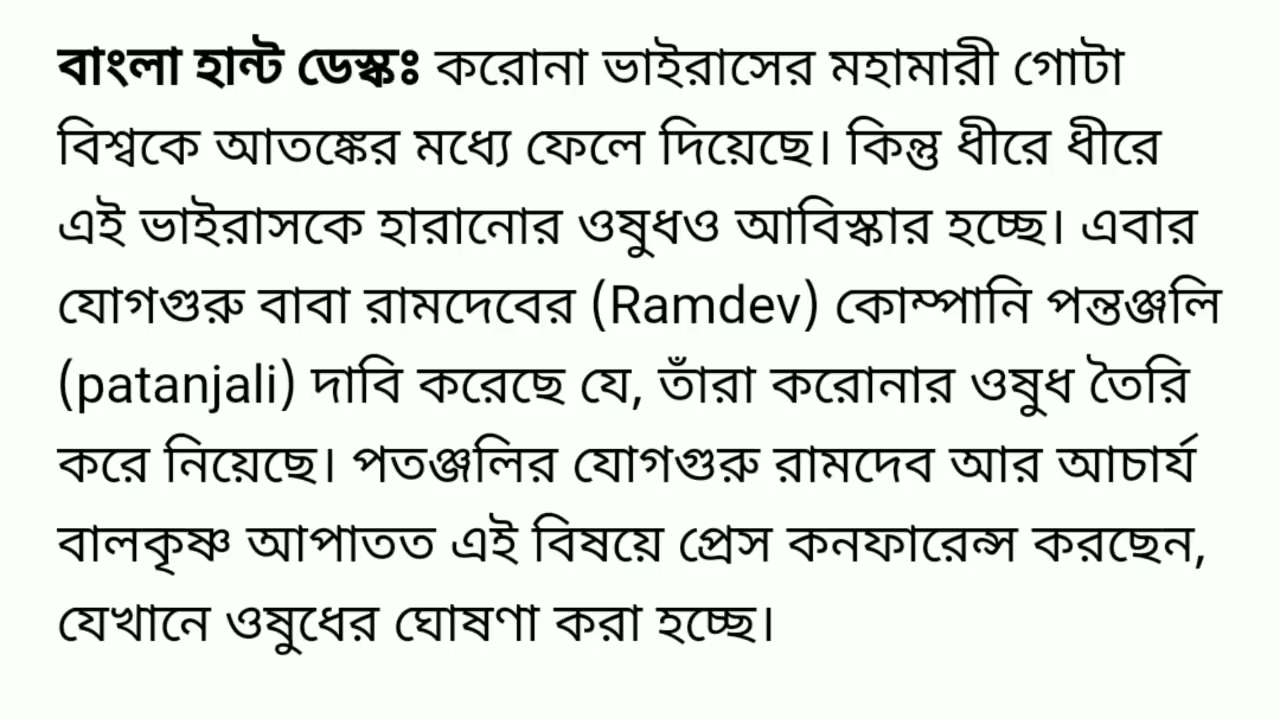 বাংলা হান্ট ডেস্কঃ করোনা ভাইরাসের মহামারী গোটা
বিশ্বকে আতঙ্কের মধ্যে ফেলে দিয়েছে। কিন্তু ধীরে ধীরে
এই ভাইরাসকে হারানোর ওষুধও আবিস্কার হচ্ছে। এবার
যোগগুরু বাবা রামদেবের (Ramdev) কোম্পানি পন্তঞ্জলি
(patanjali) দাবি করেছে যে, তাঁরা করোনার ওষুধ তৈরি
করে নিয়েছে। পতঞ্জলির যোগগুরু রামদেব আর আচার্য
বালকৃষ্ণ আপাতত এই বিষয়ে প্রেস কনফারেন্স করছেন,
যেখানে ওষুধের ঘোষণা করা হচ্ছে।